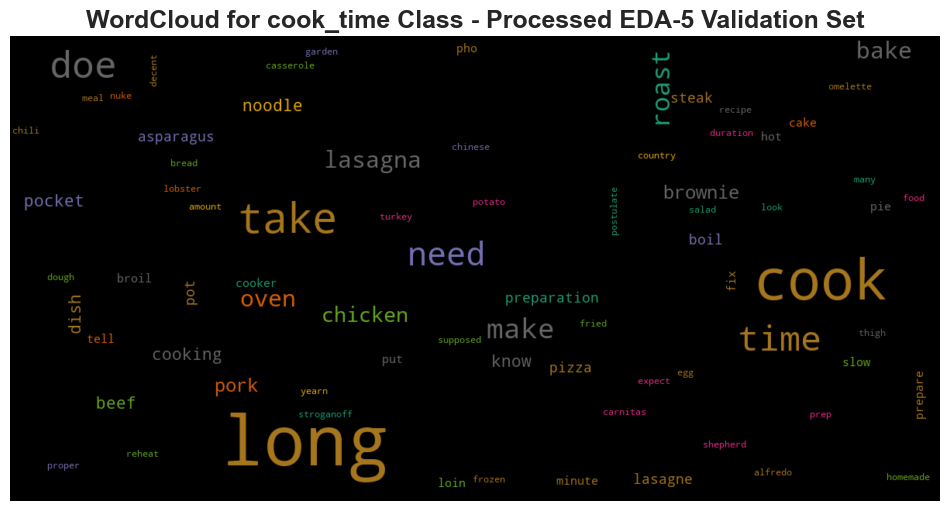 WordCloud for cook_time Class - Processed EDA-5 Validation Set
doe
decent
garden
casserole
pho
roast
bake
meal
nuke
noodle
steak
omelette
recipe
chili
asparagus
lasagna
chinese
duration
hot
cake
bread
country
pocket
lobster
amount
take
turkey
potato
postulate
brownie
salad
look
many
pie
food
need
boil
dough
broil
cooker
oven
pot
dish
chicken
preparation
make
fried
fix
cook
time
thigh
tell
cooking
supposed
put
know
pizza
slow
pork
yearn
expect
egg
prepare
beef
long
stroganoff
carnitas
prep
shepherd
proper
reheat
loin
frozen
minute
lasagne
alfredo
homemade